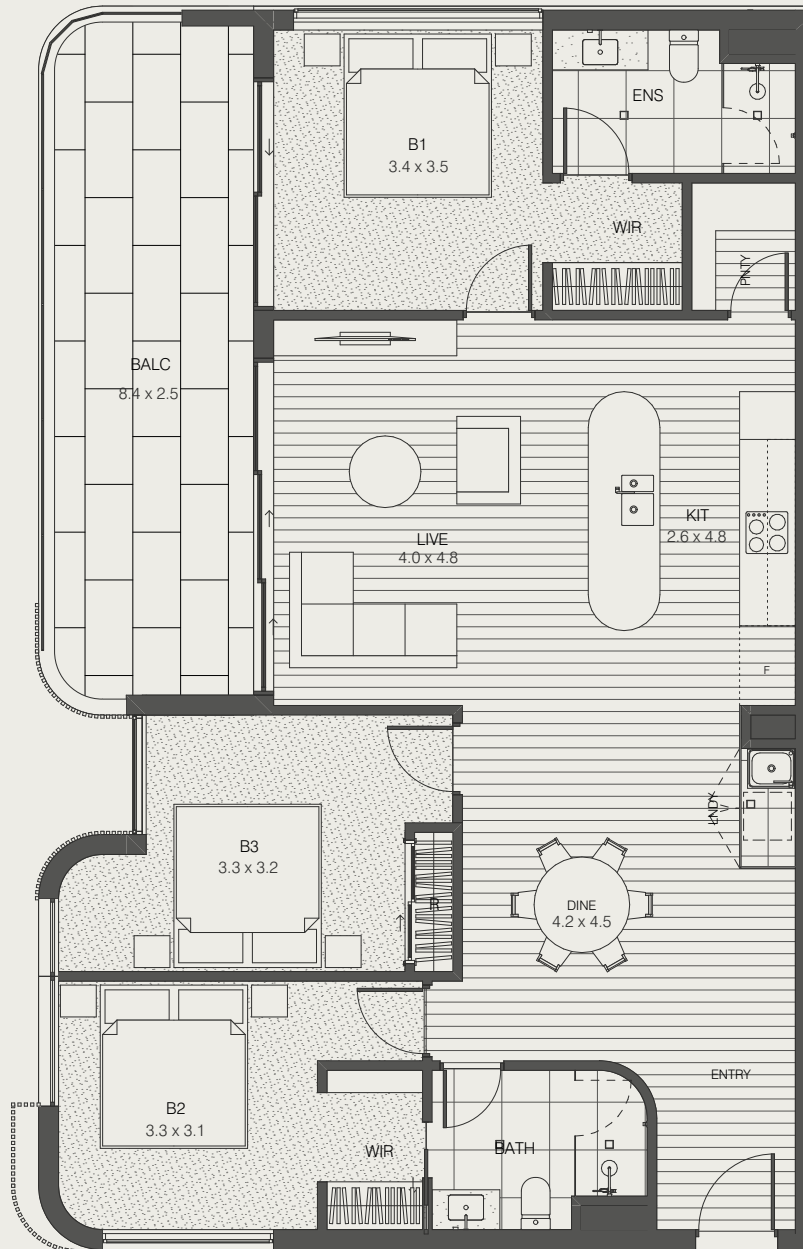 ENS
B1
3.4 x 3.5
WIR
PNTY
BALC
8.4 x 2.5
KIT
2.6 x 4.8
LIVE
4.0 x 4.8
F
LNDY
B3
3.3 x 3.2
R
DINE
4.2 x 4.5
ENTRY
B2
3.3 x 3.1
WIR
BATH